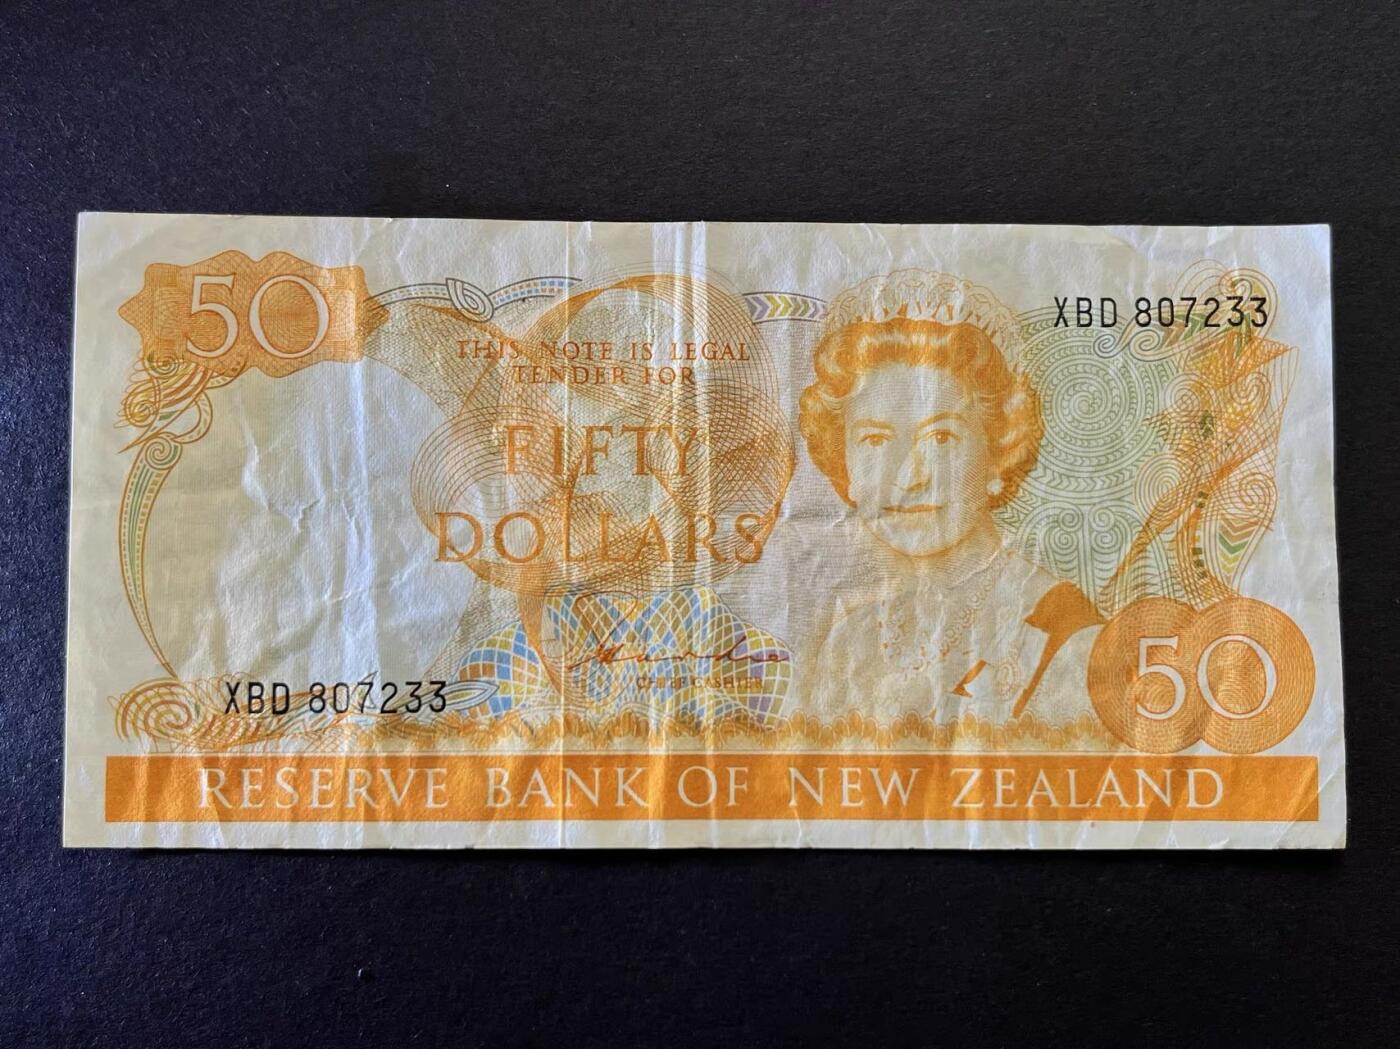 50
XBD 807233
THIS NOTE IS LEGAL
TENDER FOR
FIFTY
DOLLARS
CHIEF CASHIER
XBD 807233
50
RESERVE BANK OF NEW ZEALAND